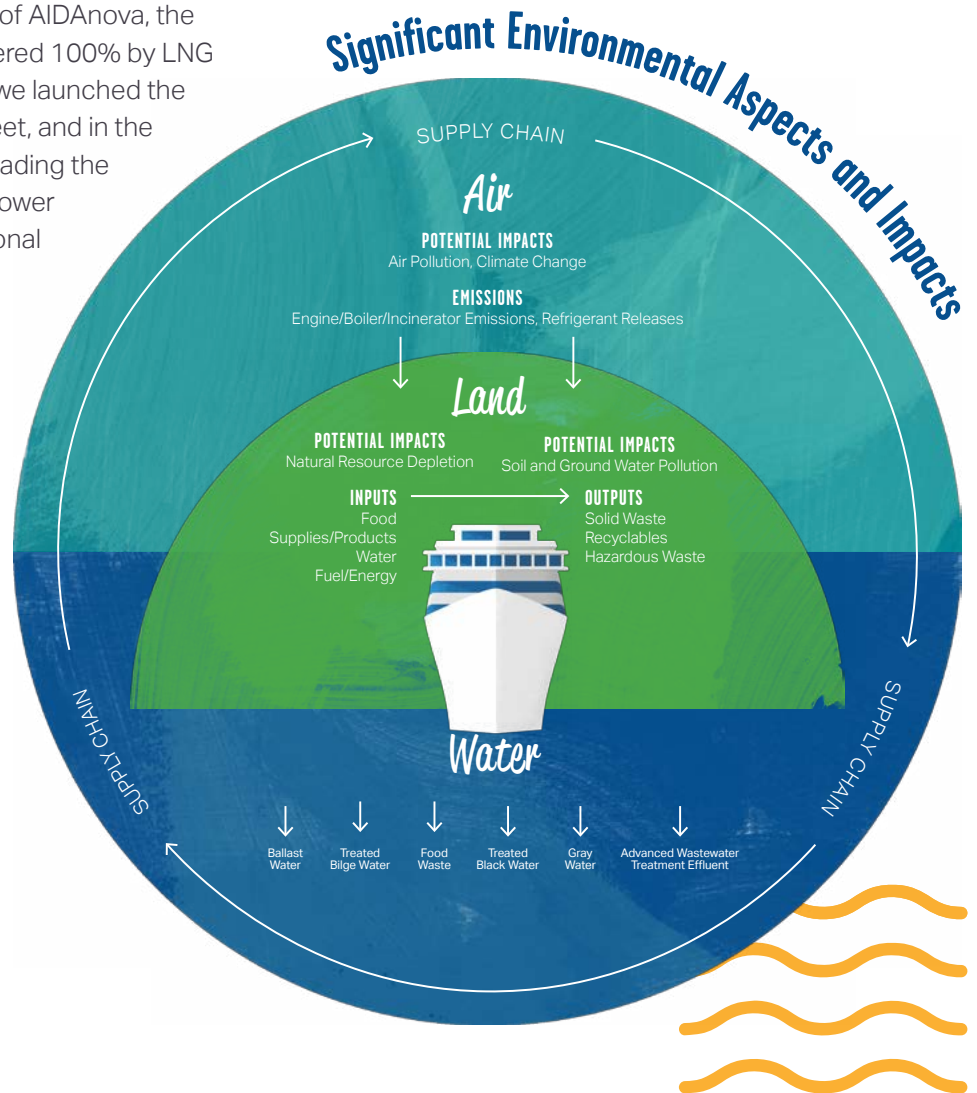 of AIDAnova, the
ered 100% by LNG
we launched the
eet, and in the
ading the
ower
onal
Significant Environmental Aspects and Impacts
SUPPLY CHAIN
Air
POTENTIAL IMPACTS
Air Pollution, Climate Change
EMISSIONS
Engine/Boiler/Incinerator Emissions, Refrigerant Releases
Land
POTENTIAL IMPACTS
Natural Resource Depletion
POTENTIAL IMPACTS
Soil and Ground Water Pollution
INPUTS
Food
Supplies/Products
Water
Fuel/Energy
OUTPUTS
Solid Waste
Recyclables
Hazardous Waste
SUPPLY CHAIN
SUPPLY CHAIN
Water
Ballast
Water
Treated
Bilge Water
Food
Waste
Treated
Black Water
Gray
Water
Advanced Wastewater
Treatment Effluent